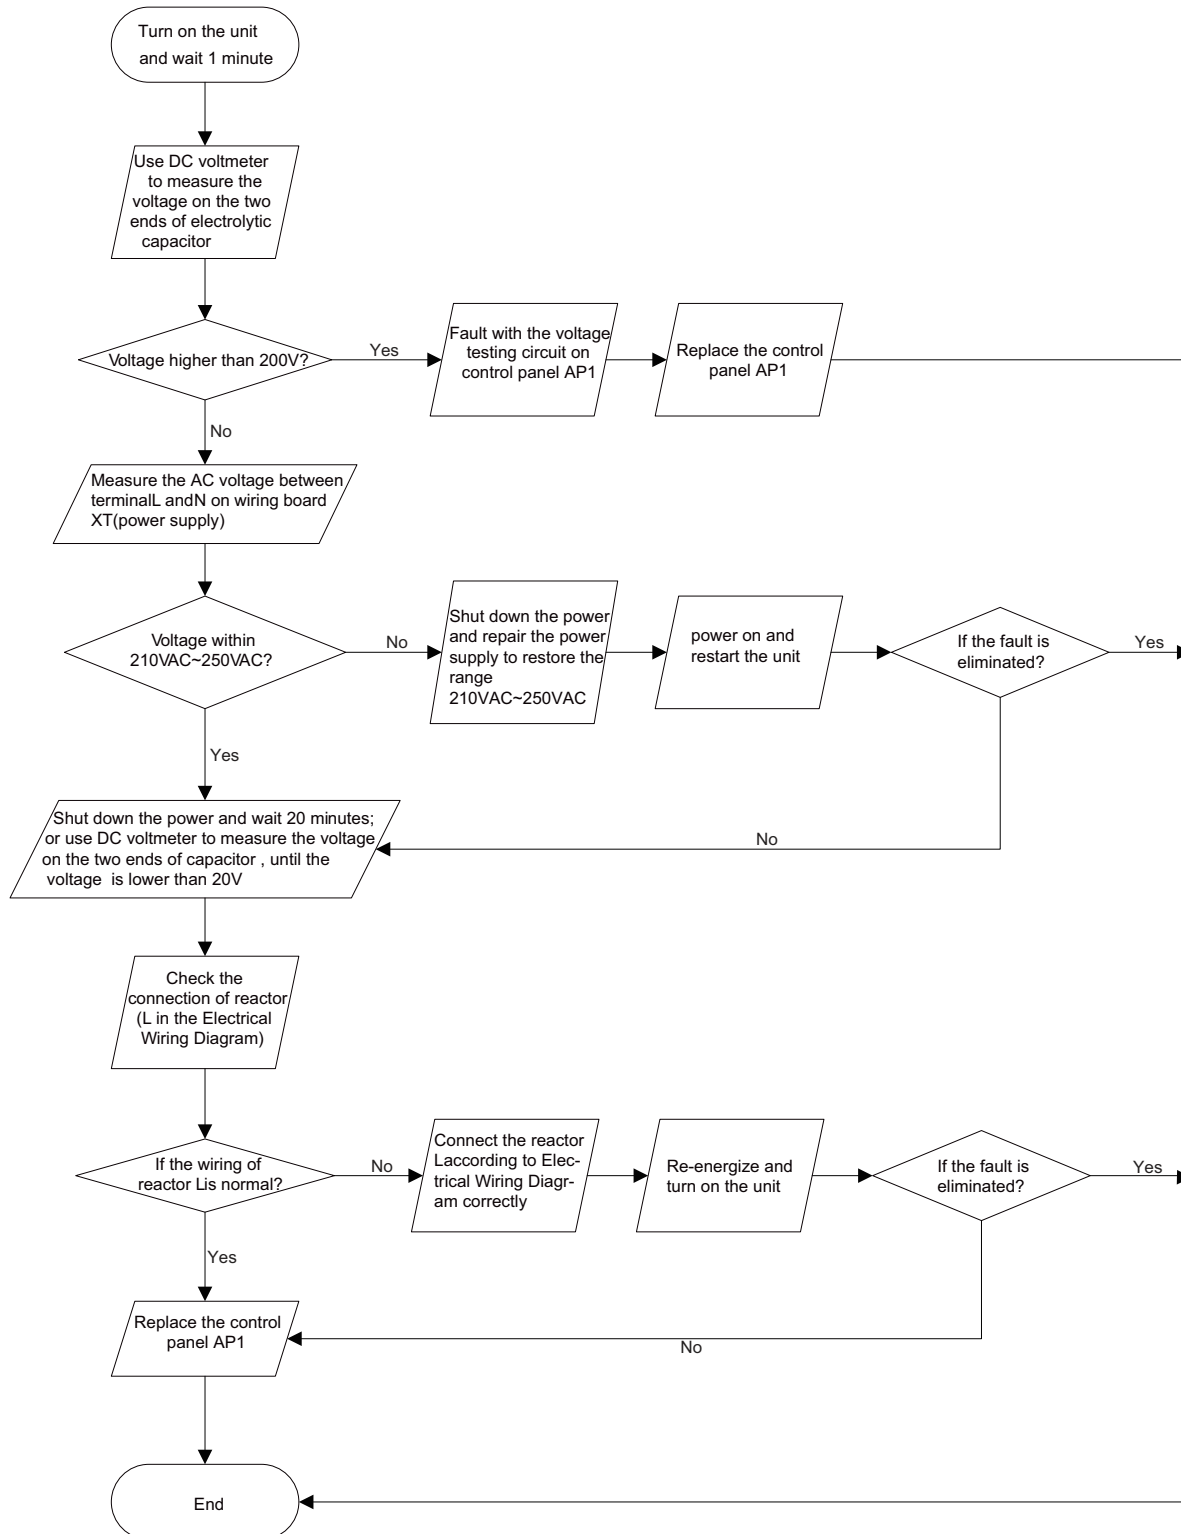 Turn on the unit
and wait 1 minute
Use DC voltmeter
to measure the
voltage on the two
ends of electrolytic
capacitor
Voltage higher than 200V?
Yes
Fault with the voltage
testing circuit on
control panel AP1
Replace the control
panel AP1
No
Measure the AC voltage between
terminalL andN on wiring board
XT(power supply)
Voltage within
210VAC~250VAC?
No
Shut down the power
and repair the power
supply to restore the
range
210VAC~250VAC
power on and
restart the unit
If the fault is
eliminated?
Yes
Yes
No
Shut down the power and wait 20 minutes;
or use DC voltmeter to measure the voltage
on the two ends of capacitor , until the
voltage is lower than 20V
Check the
connection of reactor
(L in the Electrical
Wiring Diagram)
If the wiring of
reactor Lis normal?
No
Connect the reactor
Laccording to Elec-
trical Wiring Diagr-
am correctly
Re-energize and
turn on the unit
If the fault is
eliminated?
Yes
Yes
No
Replace the control
panel AP1
End